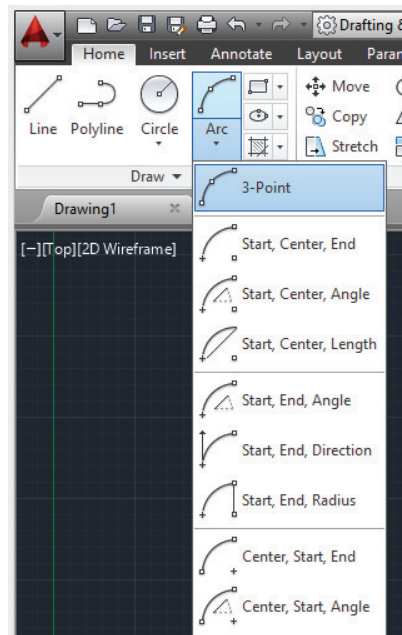 Drafting &
Home Insert Annotate Layout Para
Line Polyline Circle Arc
Move
Copy
Stretch
Draw
Drawing1
3-Point
[−][Top][2D Wireframe]
Start, Center, End
Start, Center, Angle
Start, Center, Length
Start, End, Angle
Start, End, Direction
Start, End, Radius
Center, Start, End
Center, Start, Angle